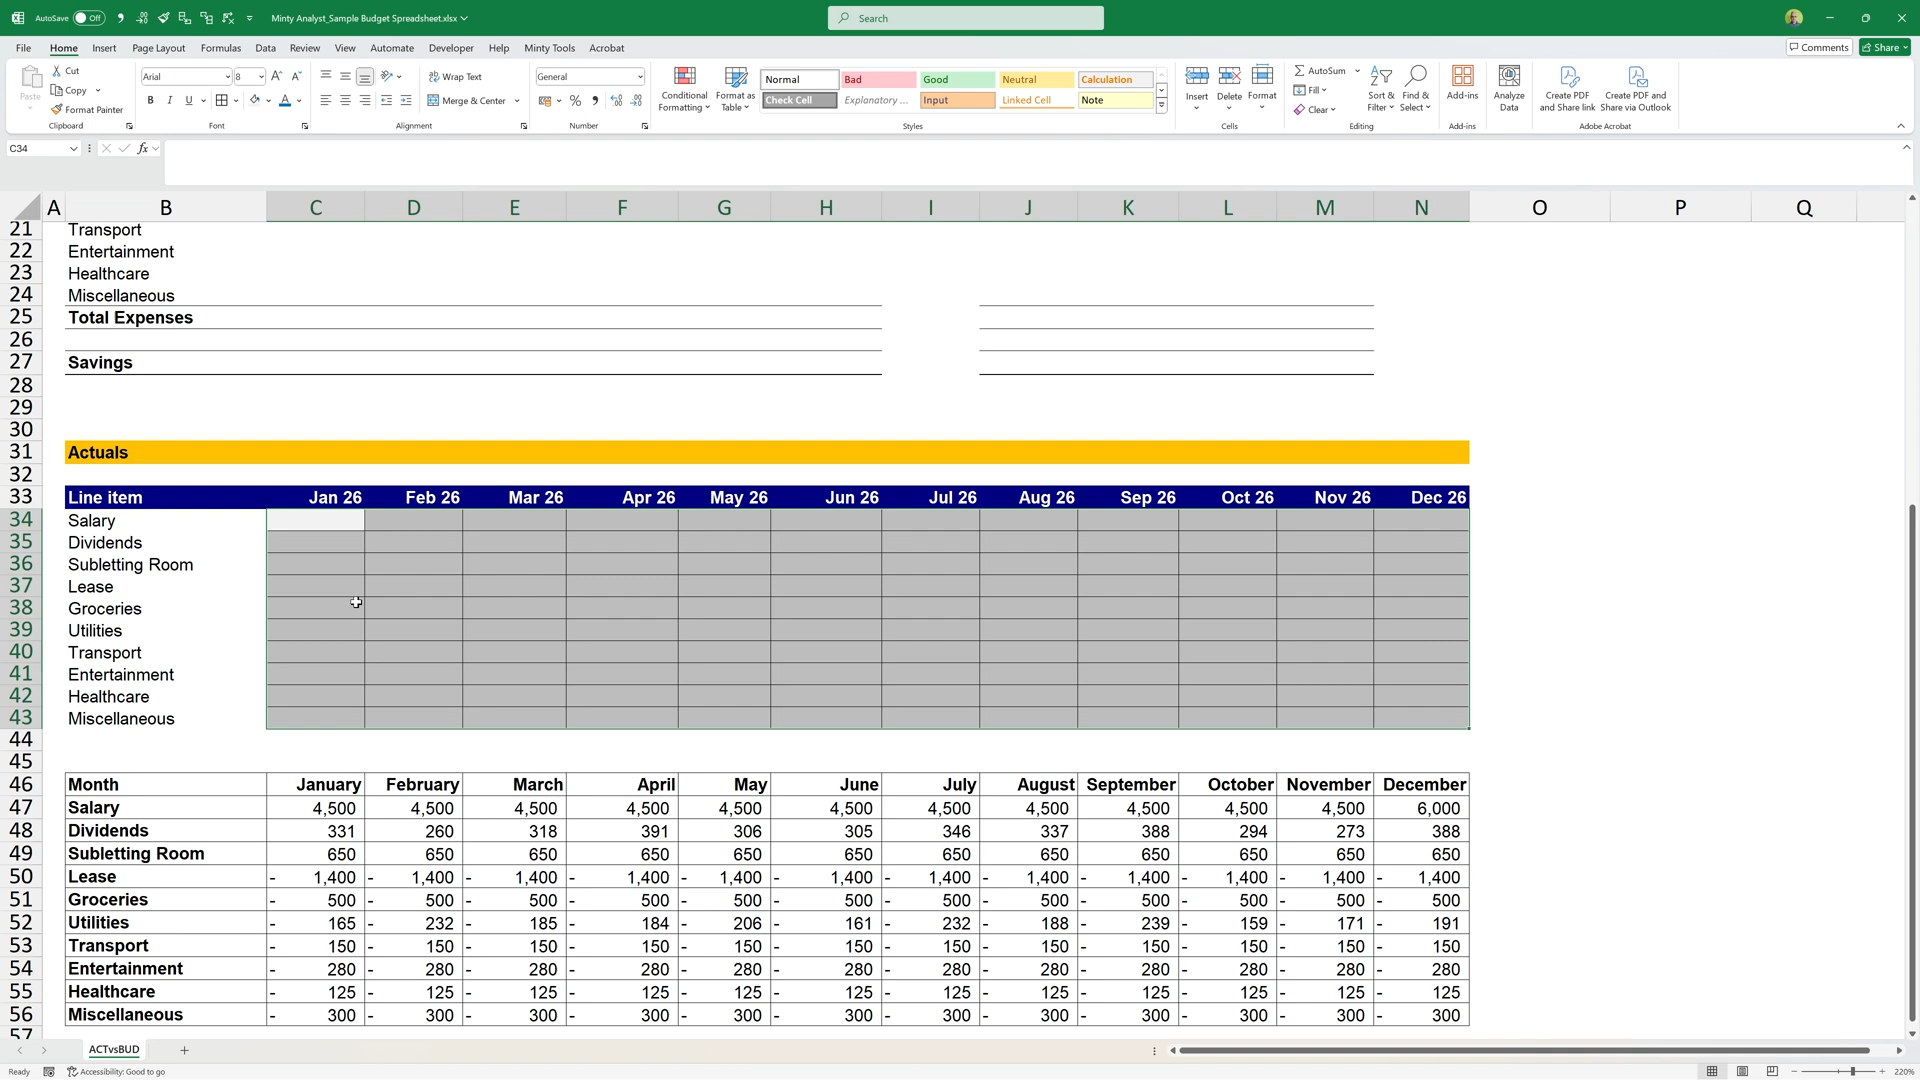 AutoSave Off Minty Analyst_Sample Budget Spreadsheet.xlsx Search
File Home Insert Page Layout Formulas Data Review View Automate Developer Help Minty Tools Acrobat Comments Share
Paste Cut Copy Format Painter Clipboard
Arial 8 B I U Font
Wrap Text Merge & Center Alignment
General Number
Conditional Formatting Format as Table
Normal Bad Good Neutral Calculation
Check Cell Explanatory ... Input Linked Cell Note
Styles
Insert Delete Format Cells
AutoSum Fill Clear Sort & Filter Find & Select Editing
Add-ins Add-ins
Analyze Data
Create PDF and Share link Create PDF and Share via Outlook Adobe Acrobat
C34 fx
A B C D E F G H I J K L M N O P Q
21 Transport
22 Entertainment
23 Healthcare
24 Miscellaneous
25 Total Expenses
26
27 Savings
28
29
30
31 Actuals
32
33 Line item Jan 26 Feb 26 Mar 26 Apr 26 May 26 Jun 26 Jul 26 Aug 26 Sep 26 Oct 26 Nov 26 Dec 26
34 Salary
35 Dividends
36 Subletting Room
37 Lease
38 Groceries
39 Utilities
40 Transport
41 Entertainment
42 Healthcare
43 Miscellaneous
44
45
46 Month January February March April May June July August September October November December
47 Salary 4,500 4,500 4,500 4,500 4,500 4,500 4,500 4,500 4,500 4,500 4,500 6,000
48 Dividends 331 260 318 391 306 305 346 337 388 294 273 388
49 Subletting Room 650 650 650 650 650 650 650 650 650 650 650 650
50 Lease - 1,400 - 1,400 - 1,400 - 1,400 - 1,400 - 1,400 - 1,400 - 1,400 - 1,400 - 1,400 - 1,400 - 1,400
51 Groceries - 500 - 500 - 500 - 500 - 500 - 500 - 500 - 500 - 500 - 500 - 500 - 500
52 Utilities - 165 - 232 - 185 - 184 - 206 - 161 - 232 - 188 - 239 - 159 - 171 - 191
53 Transport - 150 - 150 - 150 - 150 - 150 - 150 - 150 - 150 - 150 - 150 - 150 - 150
54 Entertainment - 280 - 280 - 280 - 280 - 280 - 280 - 280 - 280 - 280 - 280 - 280 - 280
55 Healthcare - 125 - 125 - 125 - 125 - 125 - 125 - 125 - 125 - 125 - 125 - 125 - 125
56 Miscellaneous - 300 - 300 - 300 - 300 - 300 - 300 - 300 - 300 - 300 - 300 - 300 - 300
57
ACTvsBUD
Ready Accessibility: Good to go 220%